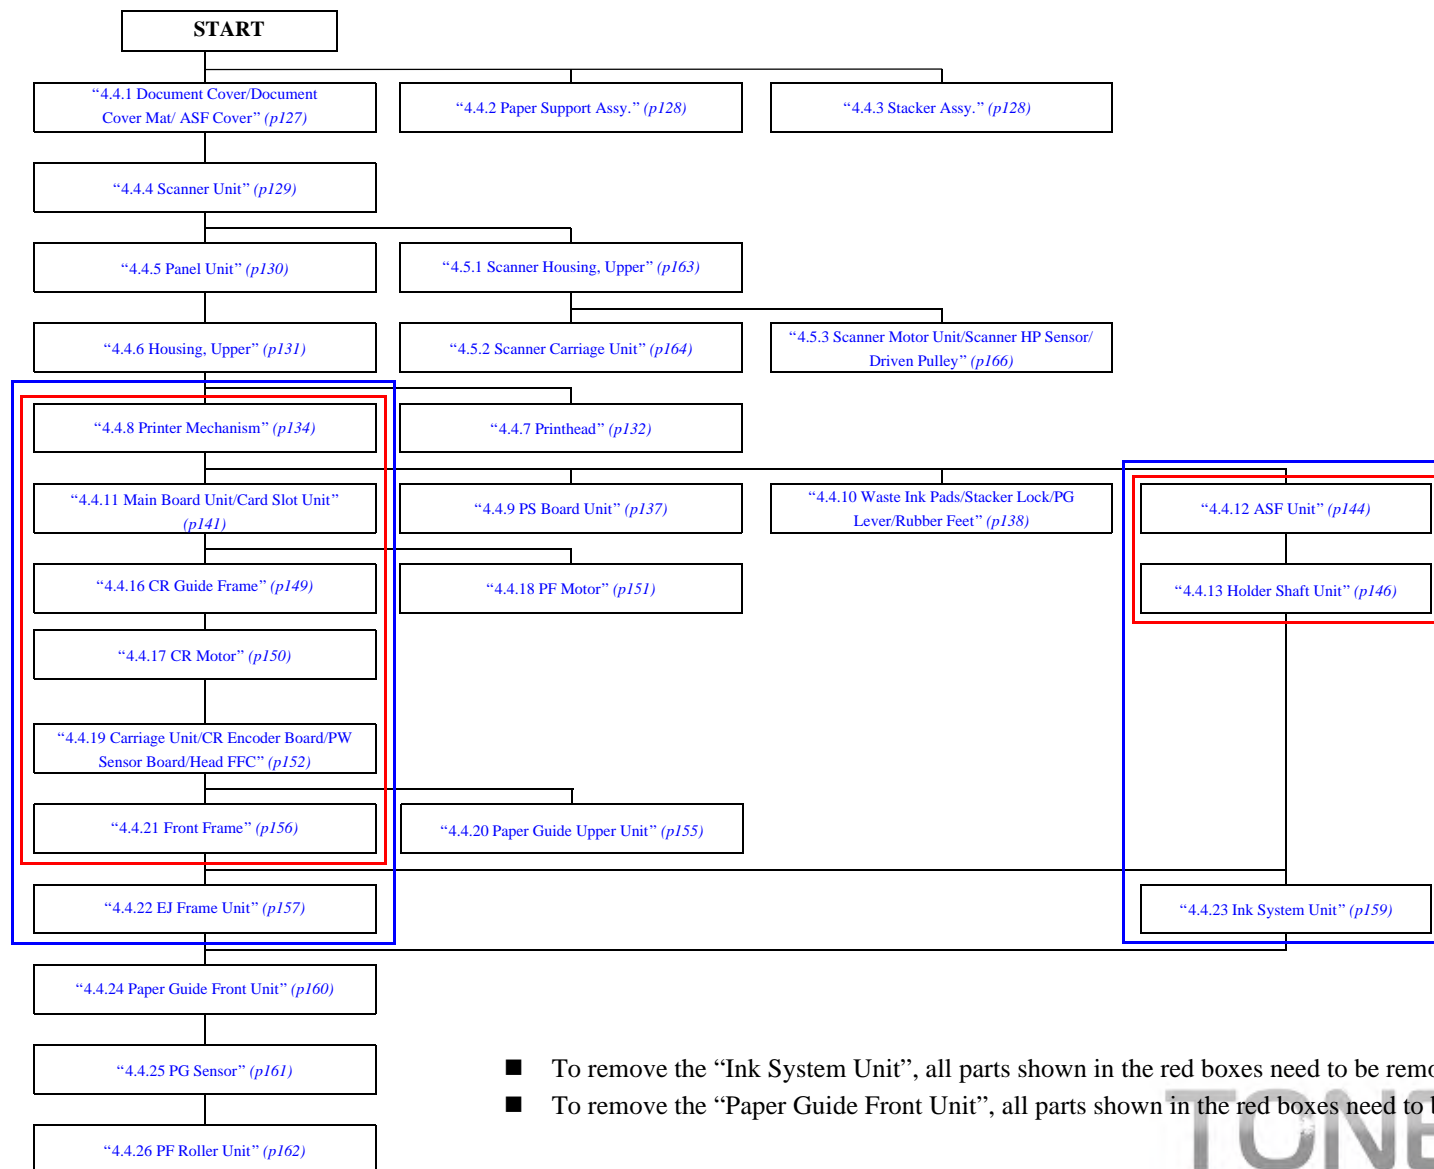 START
“4.4.1 Document Cover/Document
Cover Mat/ ASF Cover” (p127)
“4.4.2 Paper Support Assy.” (p128)
“4.4.3 Stacker Assy.” (p128)
“4.4.4 Scanner Unit” (p129)
“4.4.5 Panel Unit” (p130)
“4.5.1 Scanner Housing, Upper” (p163)
“4.4.6 Housing, Upper” (p131)
“4.5.2 Scanner Carriage Unit” (p164)
“4.5.3 Scanner Motor Unit/Scanner HP Sensor/
Driven Pulley” (p166)
“4.4.8 Printer Mechanism” (p134)
“4.4.7 Printhead” (p132)
“4.4.11 Main Board Unit/Card Slot Unit”
(p141)
“4.4.9 PS Board Unit” (p137)
“4.4.10 Waste Ink Pads/Stacker Lock/PG
Lever/Rubber Feet” (p138)
“4.4.12 ASF Unit” (p144)
“4.4.16 CR Guide Frame” (p149)
“4.4.18 PF Motor” (p151)
“4.4.13 Holder Shaft Unit” (p146)
“4.4.17 CR Motor” (p150)
“4.4.19 Carriage Unit/CR Encoder Board/PW
Sensor Board/Head FFC” (p152)
“4.4.21 Front Frame” (p156)
“4.4.20 Paper Guide Upper Unit” (p155)
“4.4.22 EJ Frame Unit” (p157)
“4.4.23 Ink System Unit” (p159)
“4.4.24 Paper Guide Front Unit” (p160)
“4.4.25 PG Sensor” (p161)
■ To remove the “Ink System Unit”, all parts shown in the red boxes need to be remo
■ To remove the “Paper Guide Front Unit”, all parts shown in the red boxes need to b
“4.4.26 PF Roller Unit” (p162)